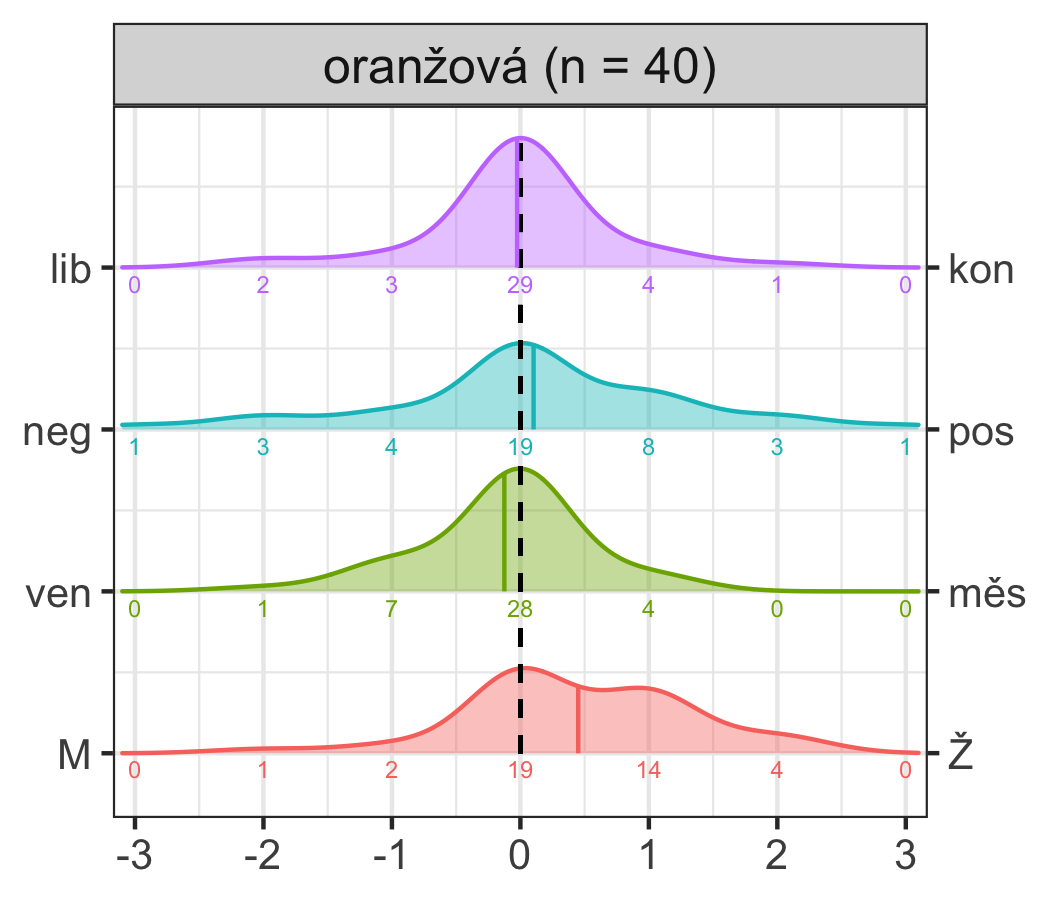 oranžová (n = 40)
lib kon
0 2 3 29 4 1 0
neg pos
1 3 4 19 8 3 1
ven měs
0 1 7 28 4 0 0
M Ž
0 1 2 19 14 4 0
-3 -2 -1 0 1 2 3